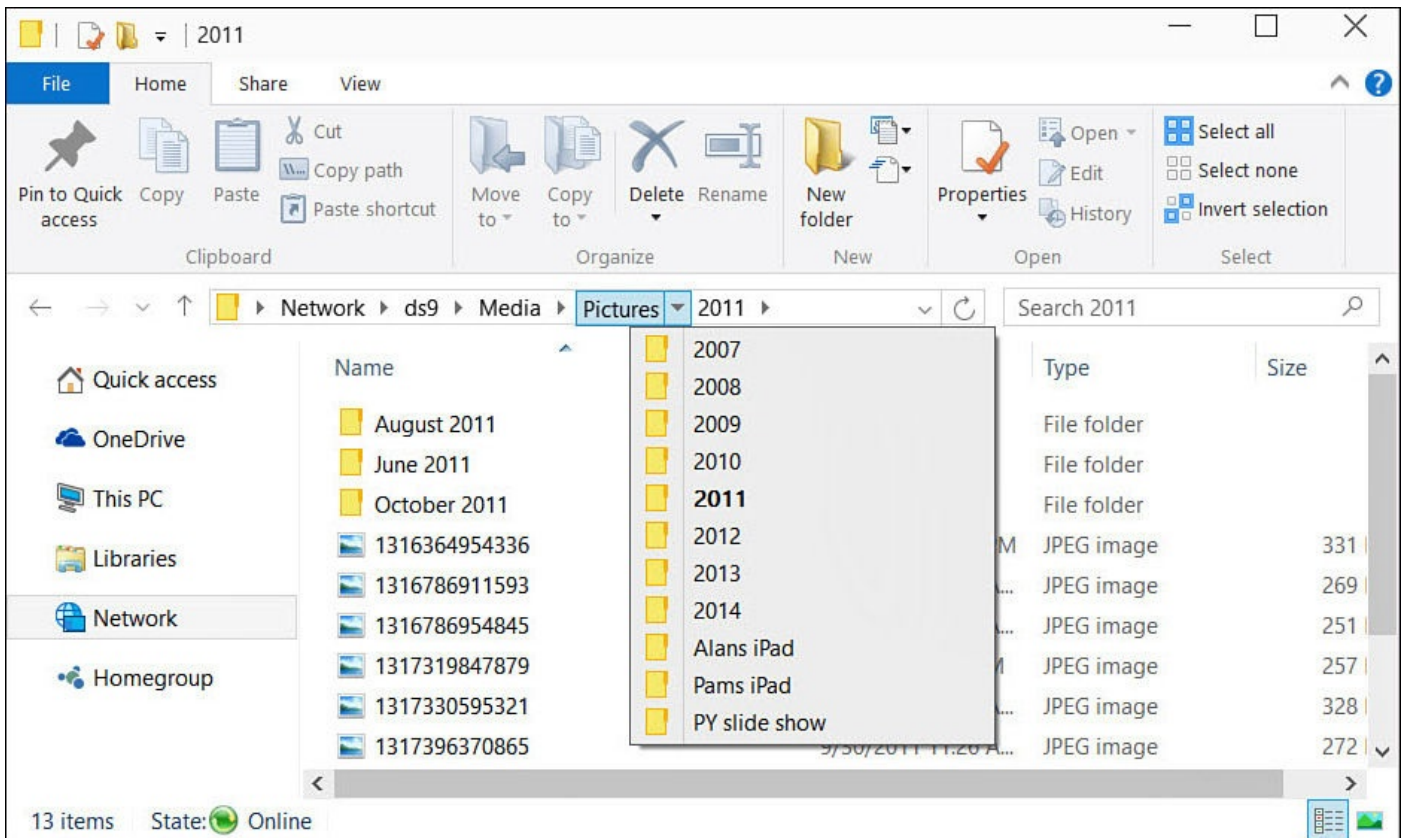 2011
File Home Share View
Pin to Quick access
Copy
Paste
Cut
Copy path
Paste shortcut
Move to
Copy to
Delete
Rename
New folder
Properties
Open
Edit
History
Select all
Select none
Invert selection
Clipboard Organize New Open Select
Network ds9 Media Pictures 2011
Search 2011
Quick access
OneDrive
This PC
Libraries
Network
Homegroup
Name Type Size
August 2011 File folder
June 2011 File folder
October 2011 File folder
1316364954336 JPEG image 331
1316786911593 JPEG image 269
1316786954845 JPEG image 251
1317319847879 JPEG image 257
1317330595321 JPEG image 328
1317396370865 9/30/2011 11:26 A... JPEG image 272
2007
2008
2009
2010
2011
2012
2013
2014
Alans iPad
Pams iPad
PY slide show
13 items State: Online